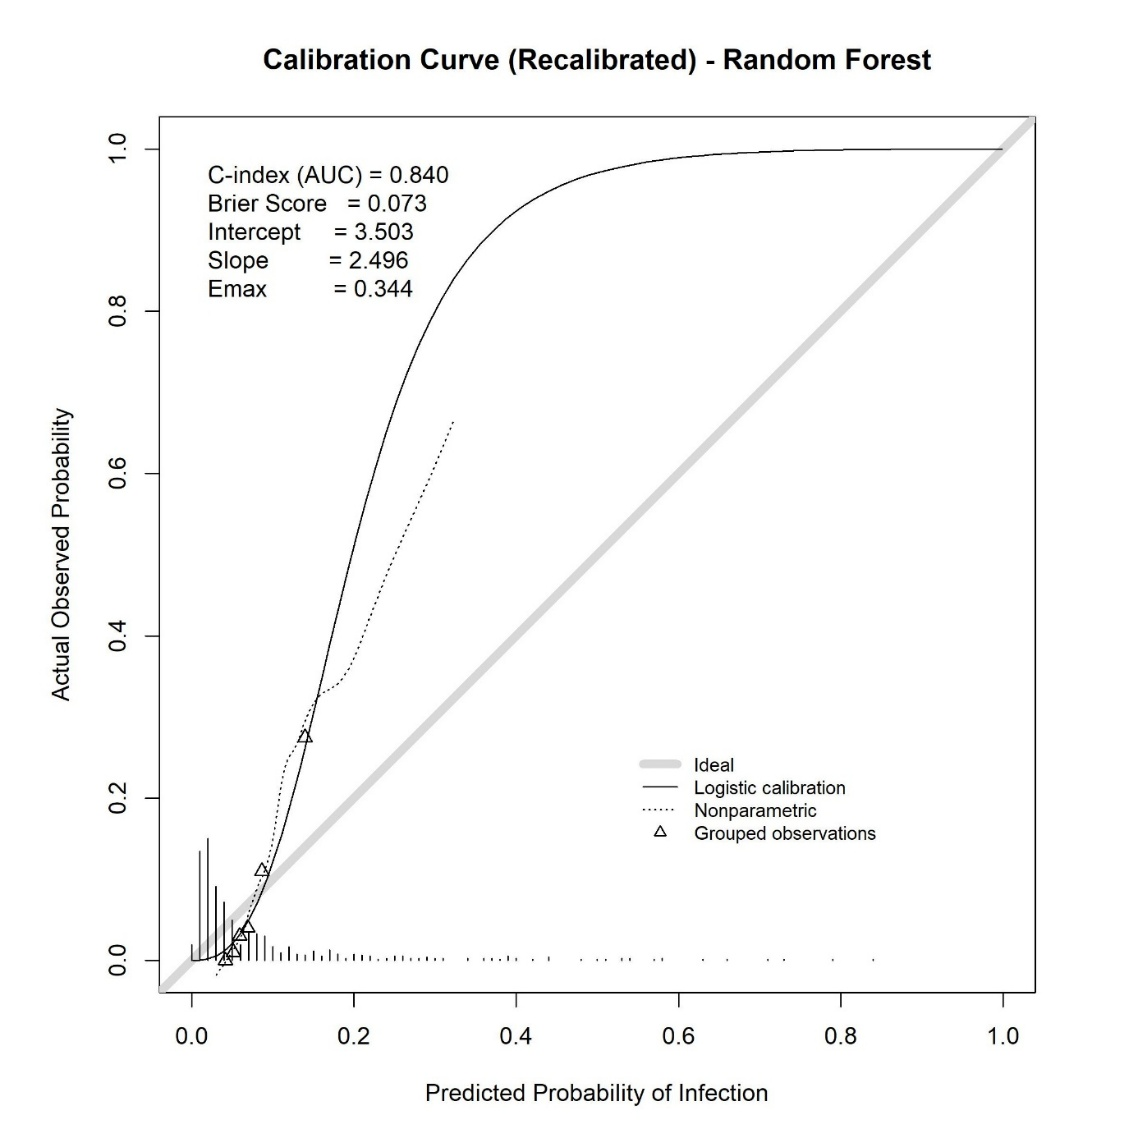 Calibration Curve (Recalibrated) - Random Forest
C-index (AUC) = 0.840
Brier Score = 0.073
Intercept = 3.503
Slope = 2.496
Emax = 0.344
Actual Observed Probability
1.0
0.8
0.6
0.4
0.2
0.0
Ideal
Logistic calibration
Nonparametric
Grouped observations
0.0 0.2 0.4 0.6 0.8 1.0
Predicted Probability of Infection